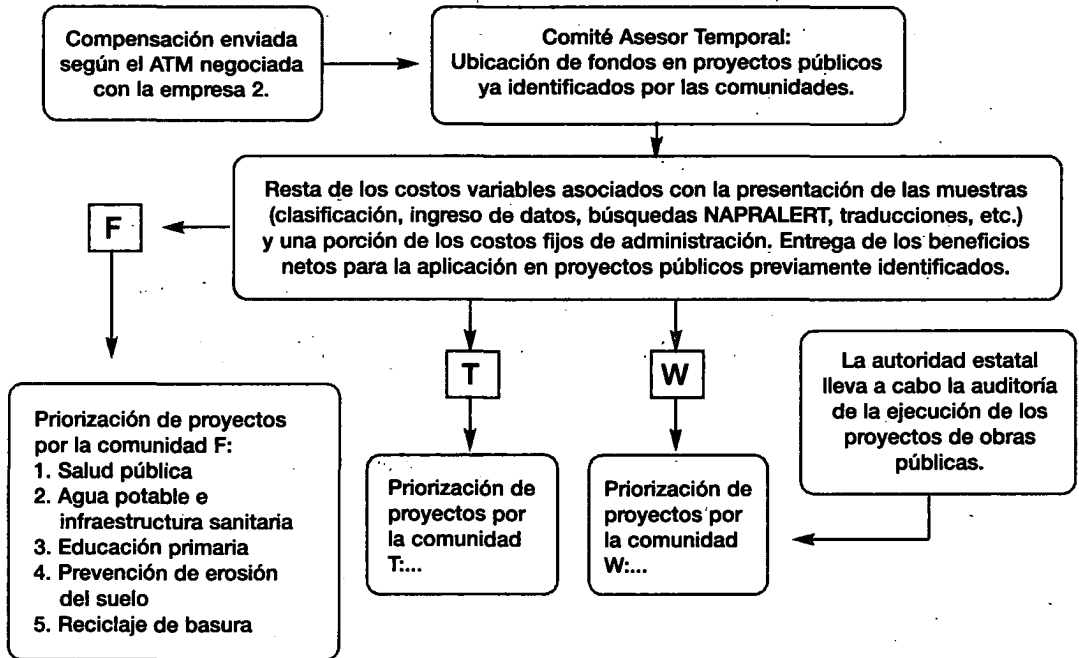 Compensación enviada
según el ATM negociada
con la empresa 2.
Comité Asesor Temporal:
Ubicación de fondos en proyectos públicos
ya identificados por las comunidades.
Resta de los costos variables asociados con la presentación de las muestras
(clasificación, ingreso de datos, búsquedas NAPRALERT, traducciones, etc.)
y una porción de los costos fijos de administración. Entrega de los beneficios
netos para la aplicación en proyectos públicos previamente identificados.
F
T
W
La autoridad estatal
lleva a cabo la auditoría
de la ejecución de los
proyectos de obras
públicas.
Priorización de proyectos
por la comunidad F:
1. Salud pública
2. Agua potable e
infraestructura sanitaria
3. Educación primaria
4. Prevención de erosión
del suelo
5. Reciclaje de basura
Priorización de
proyectos por
la comunidad
T:...
Priorización de
proyectos por
la comunidad
W:...